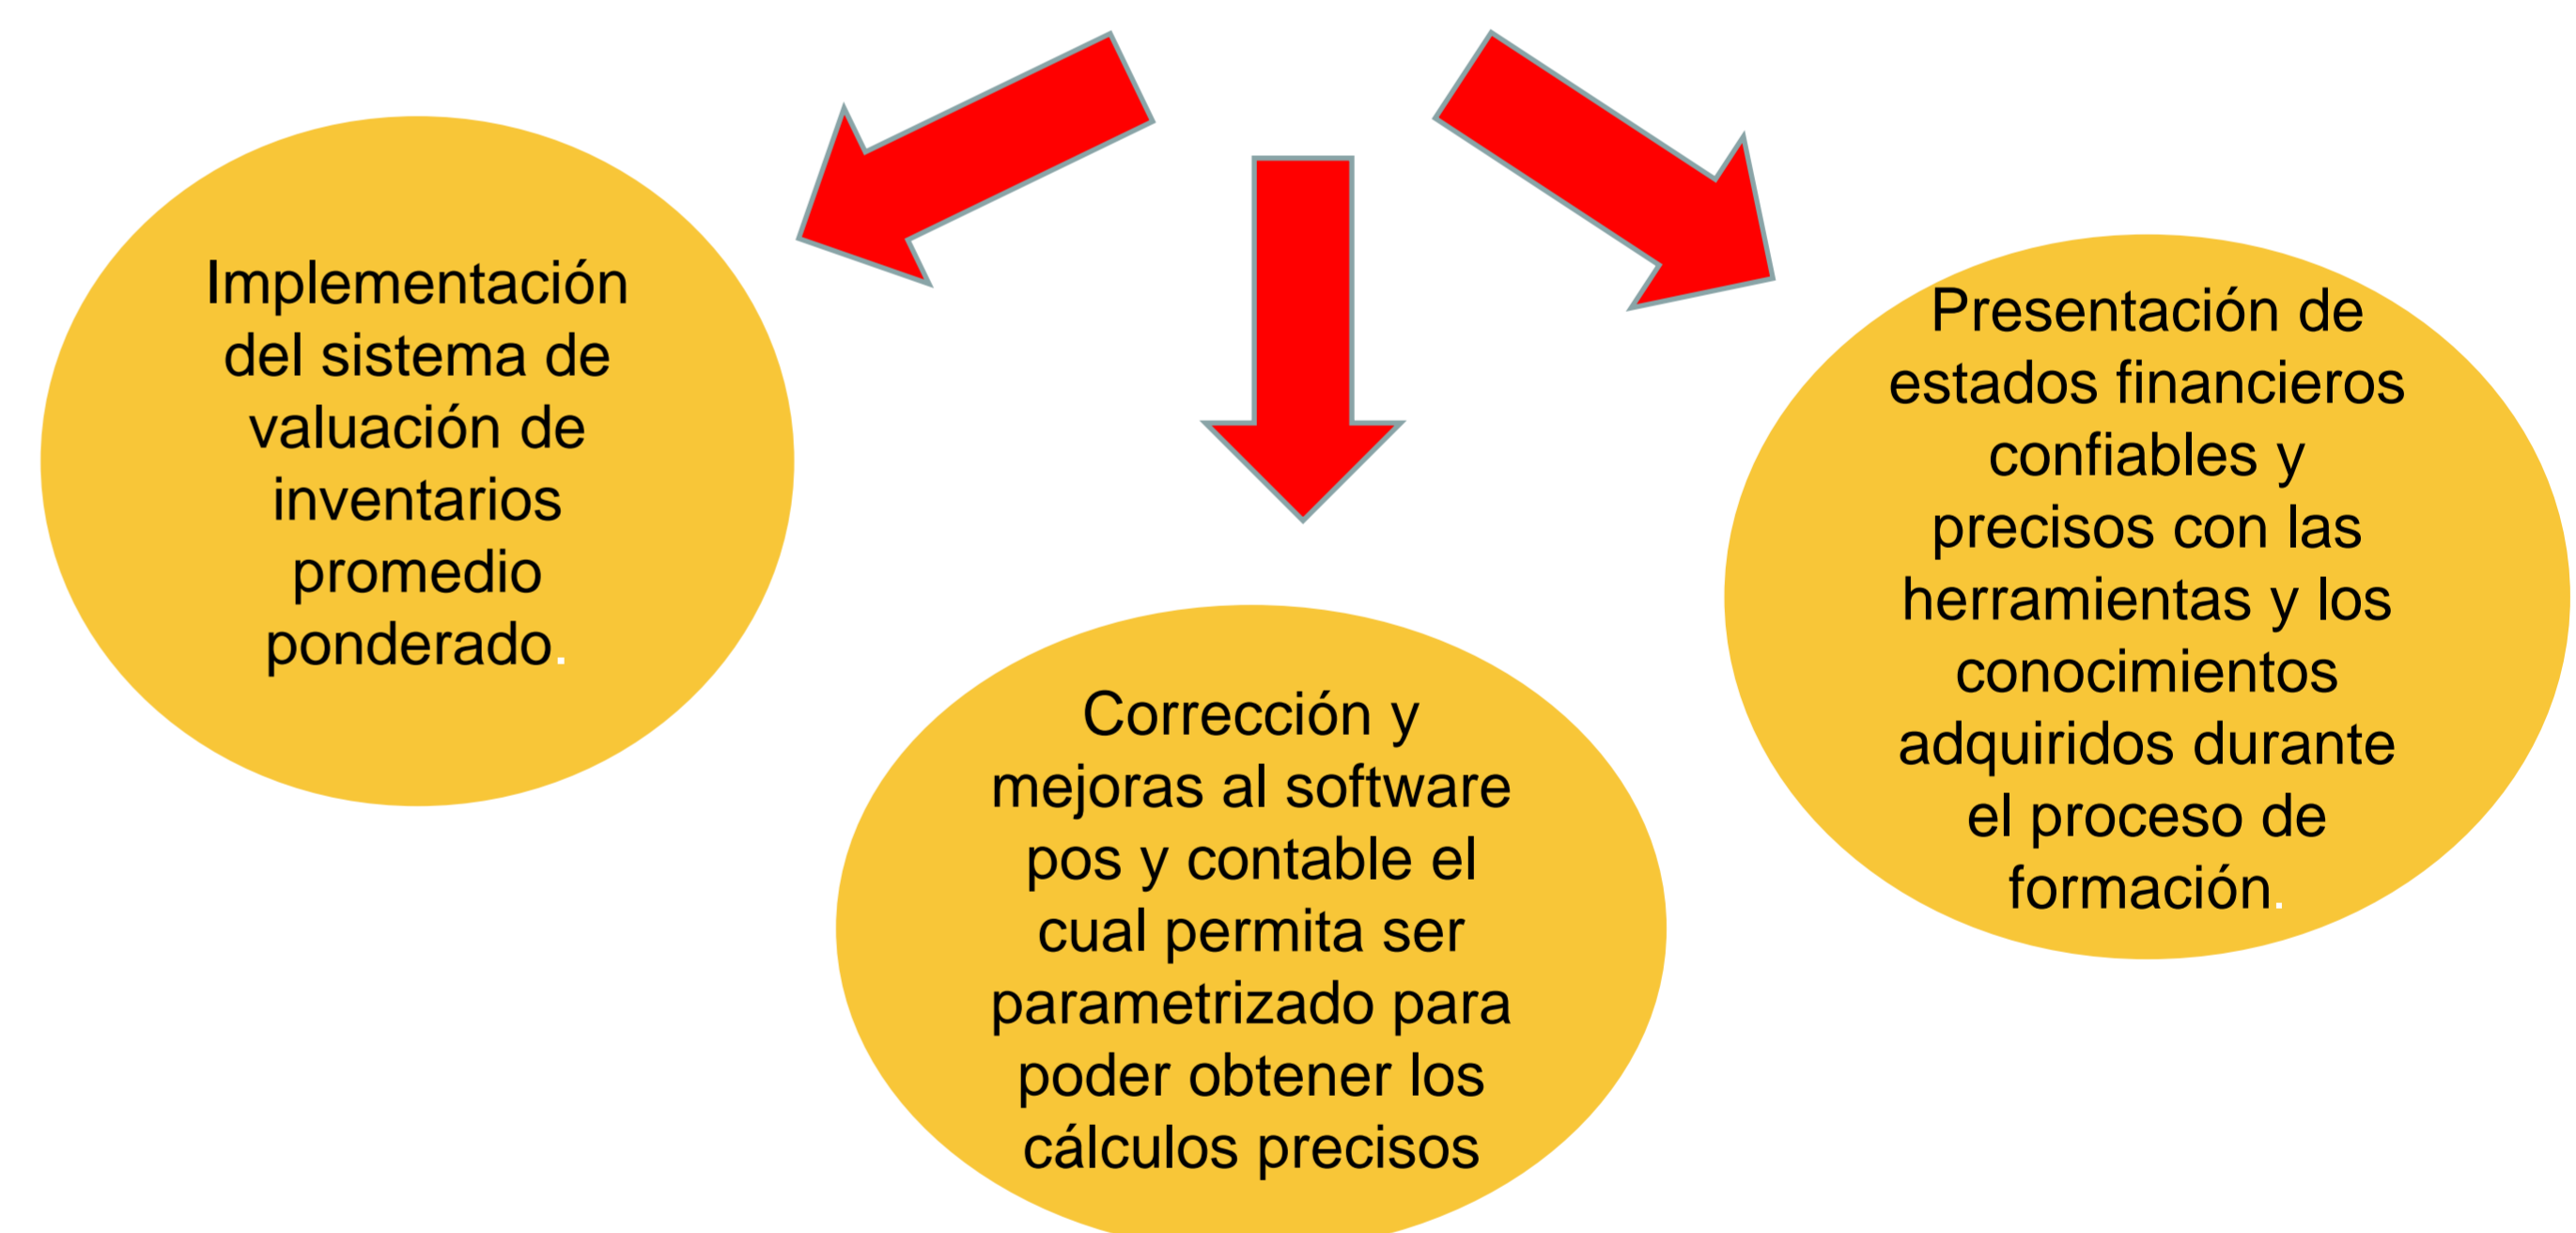 Implementación
del sistema de
valuación de
inventarios
promedio
ponderado.
Corrección y
mejoras al software
pos y contable el
cual permita ser
parametrizado para
poder obtener los
cálculos precisos
Presentación de
estados financieros
confiables y
precisos con las
herramientas y los
conocimientos
adquiridos durante
el proceso de
formación.